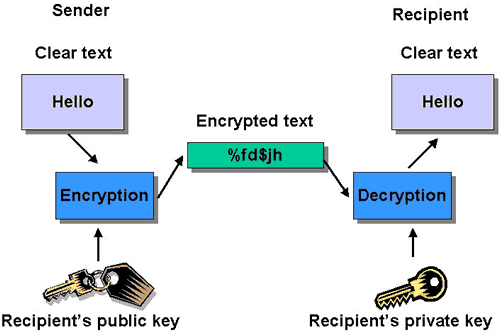 Sender
Recipient
Clear text
Clear text
Hello
Hello
Encrypted text
%fd$jh
Encryption
Decryption
Recipient's public key
Recipient's private key